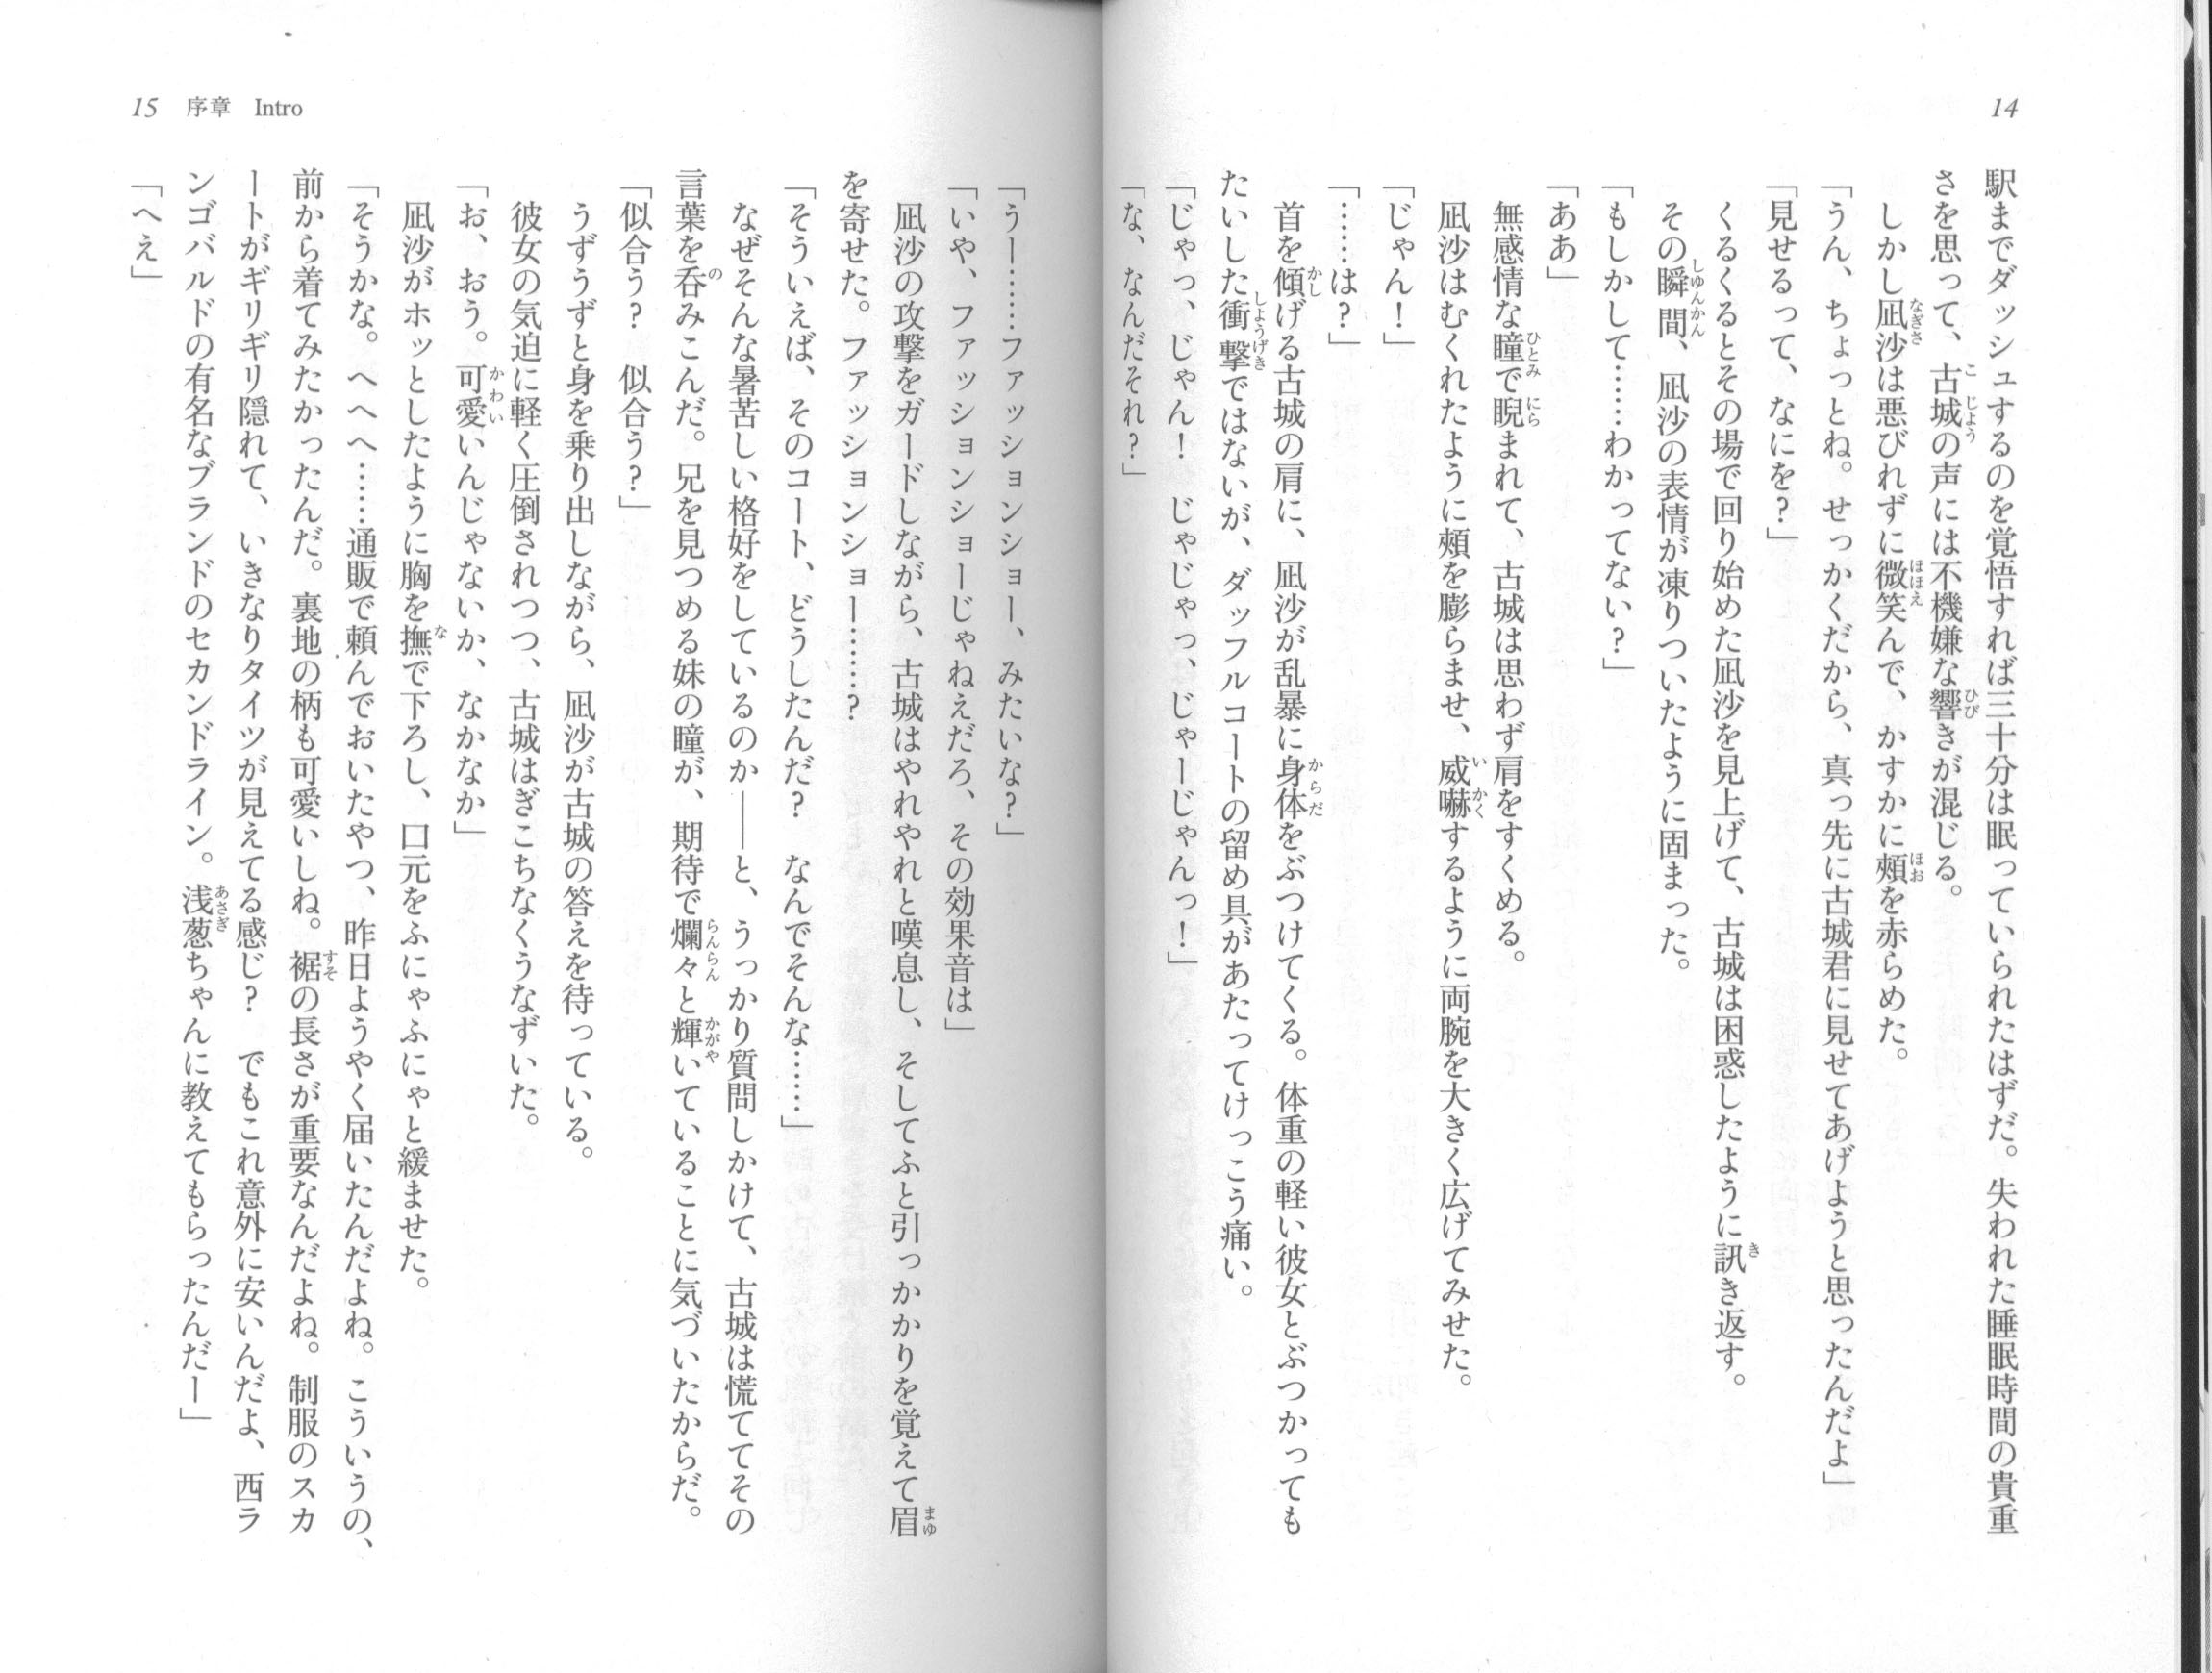 14
駅までダッシュするのを覚悟すれば三十分は眠っていられたはずだ。失われた睡眠時間の貴重
さを思って、古城の声には不機嫌な響きが混じる。
しかし凪沙は悪びれずに微笑んで、かすかに頬を赤らめた。
「うん、ちょっとね。せっかくだから、真っ先に古城君に見せてあげようと思ったんだよ」
「見せるって、なにを?」
くるくるとその場で回り始めた凪沙を見上げて、古城は困惑したように訊き返す。
その瞬間、凪沙の表情が凍りついたように固まった。
「もしかして……わかってない?」
「ああ」
無感情な瞳で睨まれて、古城は思わず肩をすくめる。
凪沙はむくれたように頬を膨らませ、威嚇するように両腕を大きく広げてみせた。
「じゃん!」
「……は?」
首を傾げる古城の肩に、凪沙が乱暴に身体をぶつけてくる。体重の軽い彼女とぶつかっても
たいした衝撃ではないが、ダッフルコートの留め具があたってけっこう痛い。
「じゃっ、じゃん! じゃじゃっ、じゃーじゃんっ!」
「な、なんだそれ?」
15 序章 Intro
「うー……ファッションショー、みたいな?」
「いや、ファッションショーじゃねえだろ、その効果音は」
凪沙の攻撃をガードしながら、古城はやれやれと嘆息し、そしてふと引っかかりを覚えて眉
を寄せた。ファッションショー……?
「そういえば、そのコート、どうしたんだ? なんでそんな……」
なぜそんな暑苦しい格好をしているのか——と、うっかり質問しかけて、古城は慌ててその
言葉を呑みこんだ。兄を見つめる妹の瞳が、期待で爛々と輝いていることに気づいたからだ。
「似合う? 似合う?」
うずうずと身を乗り出しながら、凪沙が古城の答えを待っている。
彼女の気迫に軽く圧倒されつつ、古城はぎこちなくうなずいた。
「お、おう。可愛いんじゃないか、なかなか」
凪沙がホッとしたように胸を撫で下ろし、口元をふにゃふにゃと緩ませた。
「そうかな。へへへ……通販で頼んでおいたやつ、昨日ようやく届いたんだよね。こういうの、
前から着てみたかったんだ。裏地の柄も可愛いしね。裾の長さが重要なんだよね。制服のスカ
ートがギリギリ隠れて、いきなりタイツが見えてる感じ? でもこれ意外に安いんだよ、西ラ
ンゴバルドの有名なブランドのセカンドライン。浅葱ちゃんに教えてもらったんだー」
「へえ」